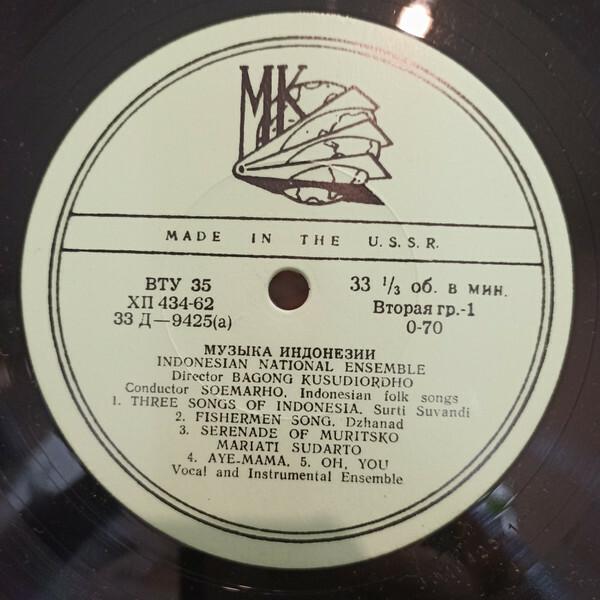 МК
MADE IN THE U.S.S.R.
ВТУ 35
ХП 434-62
33 Д—9425(а)
33 1/3 об. в мин.
Вторая гр.-1
0-70
МУЗЫКА ИНДОНЕЗИИ
INDONESIAN NATIONAL ENSEMBLE
Director BAGONG KUSUDIORDHO
Conductor SOEMARHO. Indonesian folk songs
1. THREE SONGS OF INDONESIA. Surti Suvandi
2. FISHERMEN SONG. Dzhanad
3. SERENADE OF MURITSKO
MARIATI SUDARTO
4. AYE-MAMA. 5. OH, YOU
Vocal and Instrumental Ensemble